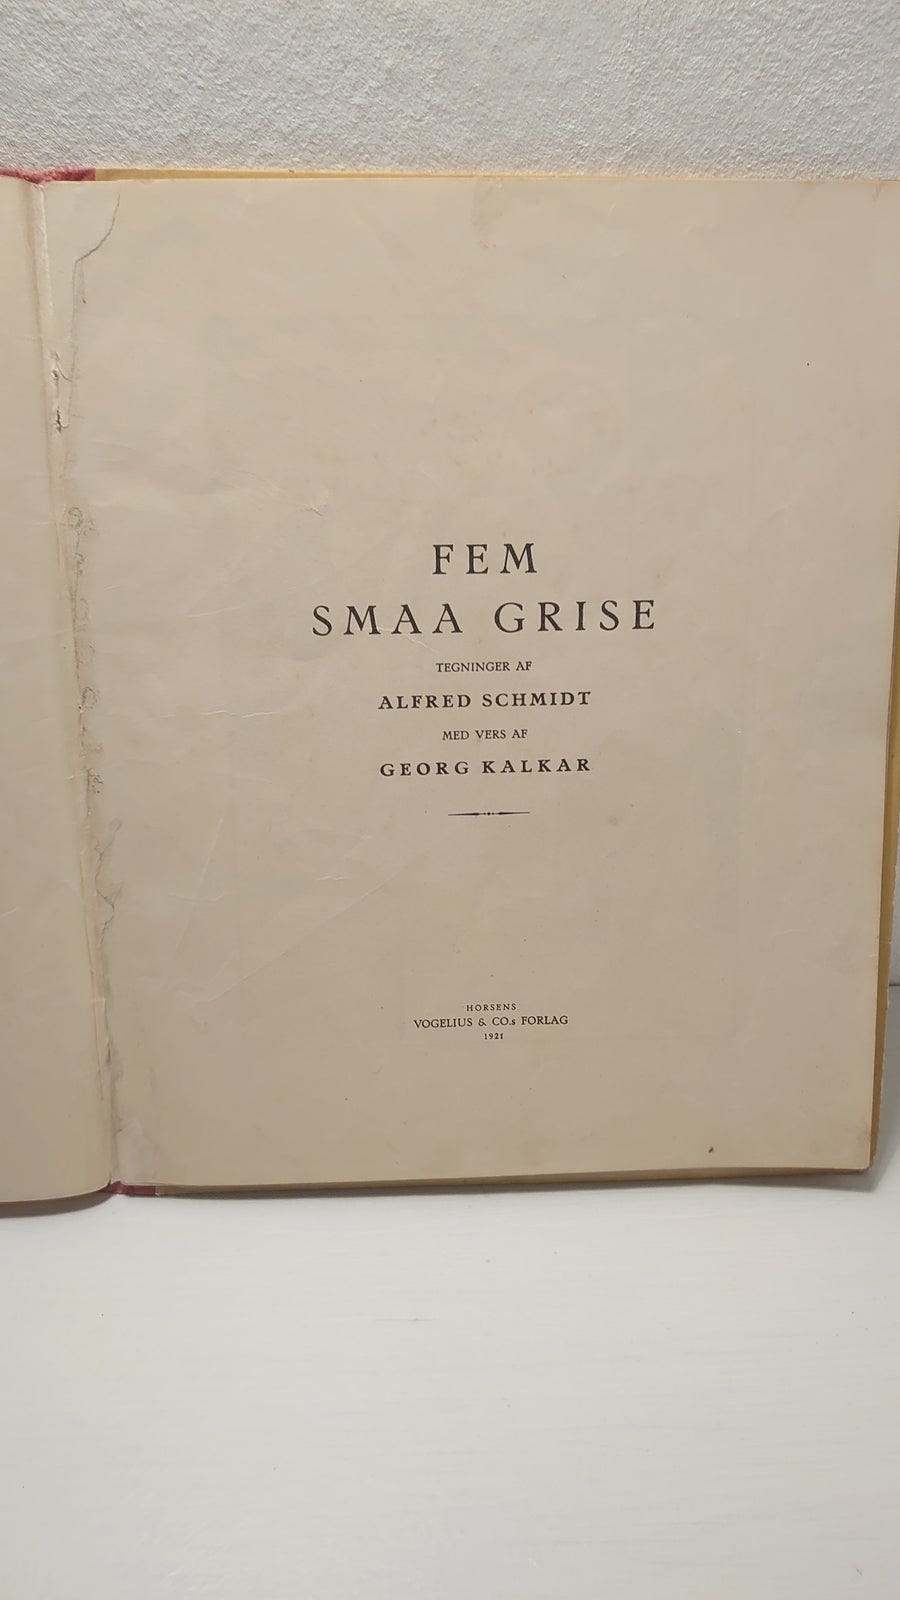 FEM
SMAA GRISE
TEGNINGER AF
ALFRED SCHMIDT
MED VERS AF
GEORG KALKAR
HORSENS
VOGELIUS & CO.s FORLAG
1921